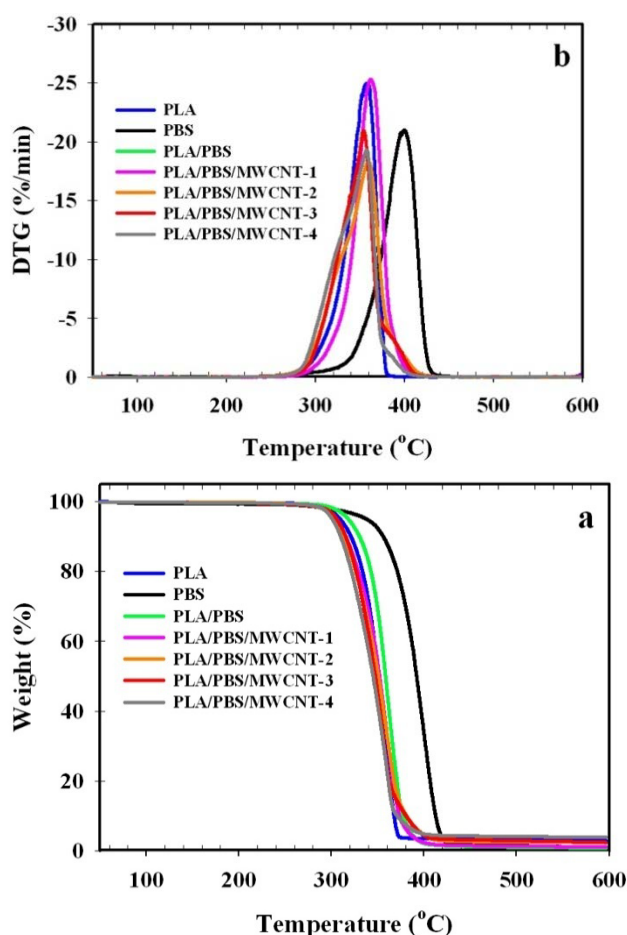 -30
b
-25
PLA
PBS
-20
PLA/PBS
PLA/PBS/MWCNT-1
-15
PLA/PBS/MWCNT-2
PLA/PBS/MWCNT-3
PLA/PBS/MWCNT-4
-10
-5
0
DTG (%/min)
100 200 300 400 500 600
Temperature (°C)
100
a
80
PLA
PBS
PLA/PBS
60
PLA/PBS/MWCNT-1
PLA/PBS/MWCNT-2
PLA/PBS/MWCNT-3
40
PLA/PBS/MWCNT-4
20
0
Weight (%)
100 200 300 400 500 600
Temperature (°C)